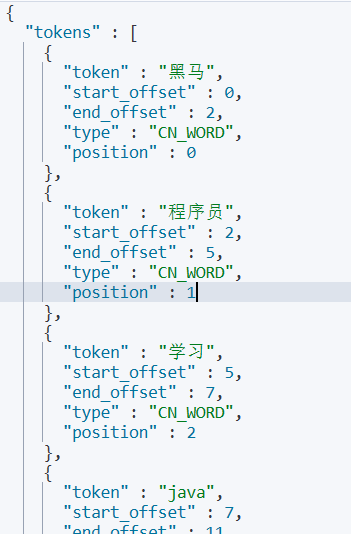 {
"tokens" : [
{
"token" : "黑马",
"start_offset" : 0,
"end_offset" : 2,
"type" : "CN_WORD",
"position" : 0
},
{
"token" : "程序员",
"start_offset" : 2,
"end_offset" : 5,
"type" : "CN_WORD",
"position" : 1
},
{
"token" : "学习",
"start_offset" : 5,
"end_offset" : 7,
"type" : "CN_WORD",
"position" : 2
},
{
"token" : "java",
"start_offset" : 7,
"end_offset" : 11,